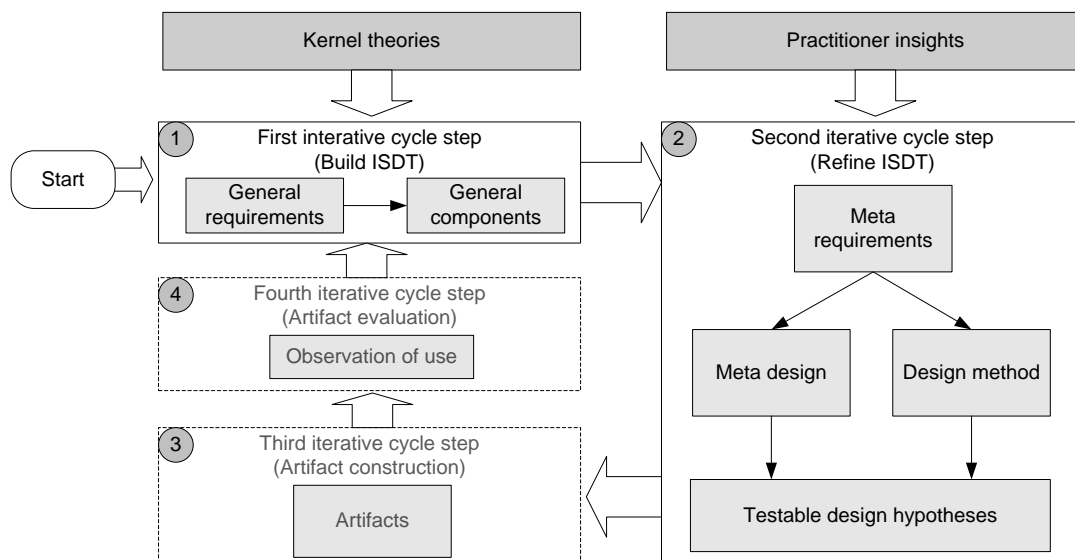 Kernel theories
Practitioner insights
Start
1
First interative cycle step
(Build ISDT)
General
requirements
General
components
2
Second iterative cycle step
(Refine ISDT)
Meta
requirements
Meta design
Design method
Testable design hypotheses
3
Third iterative cycle step
(Artifact construction)
Artifacts
4
Fourth iterative cycle step
(Artifact evaluation)
Observation of use